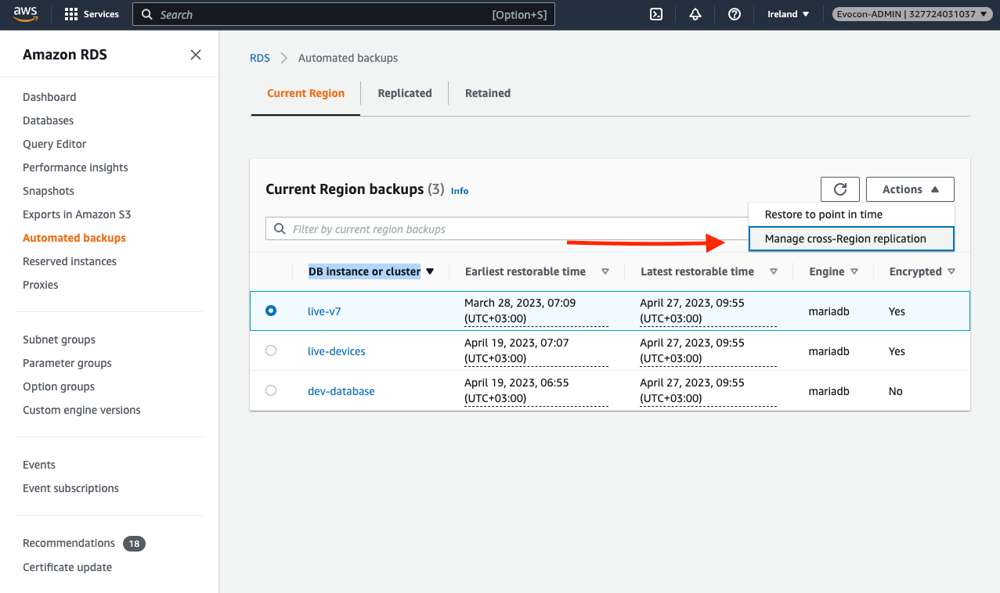 aws
Services
Search
[Option+S]
Ireland
Evocon-ADMIN | 327724031037
Amazon RDS
Dashboard
Databases
Query Editor
Performance insights
Snapshots
Exports in Amazon S3
Automated backups
Reserved instances
Proxies
Subnet groups
Parameter groups
Option groups
Custom engine versions
Events
Event subscriptions
Recommendations 18
Certificate update
RDS Automated backups
Current Region Replicated Retained
Current Region backups (3) Info
Actions
Restore to point in time
Manage cross-Region replication
Filter by current region backups
DB instance or cluster Earliest restorable time Latest restorable time Engine Encrypted
live-v7 March 28, 2023, 07:09 (UTC+03:00) April 27, 2023, 09:55 (UTC+03:00) mariadb Yes
live-devices April 19, 2023, 07:07 (UTC+03:00) April 27, 2023, 09:55 (UTC+03:00) mariadb Yes
dev-database April 19, 2023, 06:55 (UTC+03:00) April 27, 2023, 09:55 (UTC+03:00) mariadb No